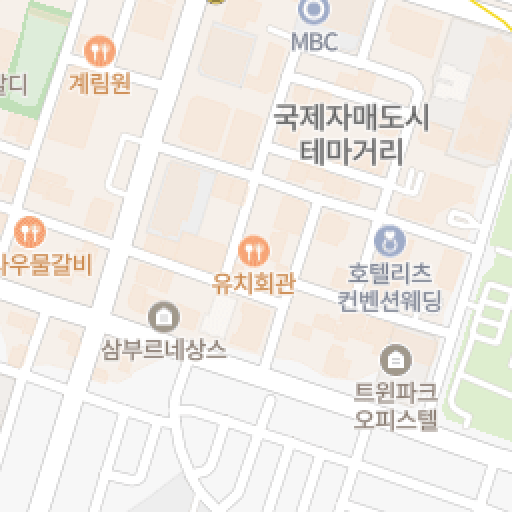 MBC
계림원
국제자매도시
테마거리
우물갈비
호텔리츠
컨벤션웨딩
유치회관
삼부르네상스
트윈파크
오피스텔